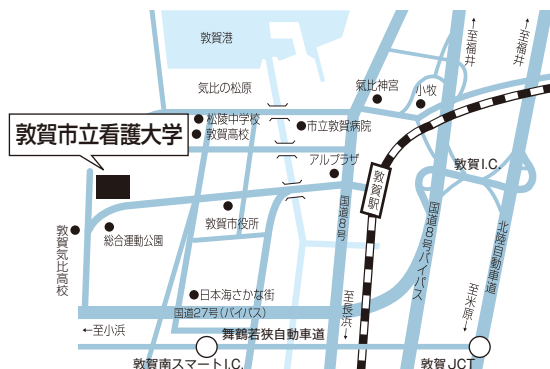 敦賀港
←至福井
←至福井
気比の松原
氣比神宮
小牧
松陵中学校
敦賀高校
市立敦賀病院
敦賀市立看護大学
アルプラザ
敦賀I.C.
敦賀駅
国道8号
国道8号バイパス
北陸自動車道
敦賀市役所
総合運動公園
敦賀気比高校
日本海さかな街
国道27号(バイパス)
至長浜→
至米原→
←至小浜
舞鶴若狭自動車道
敦賀南スマートI.C.
敦賀JCT